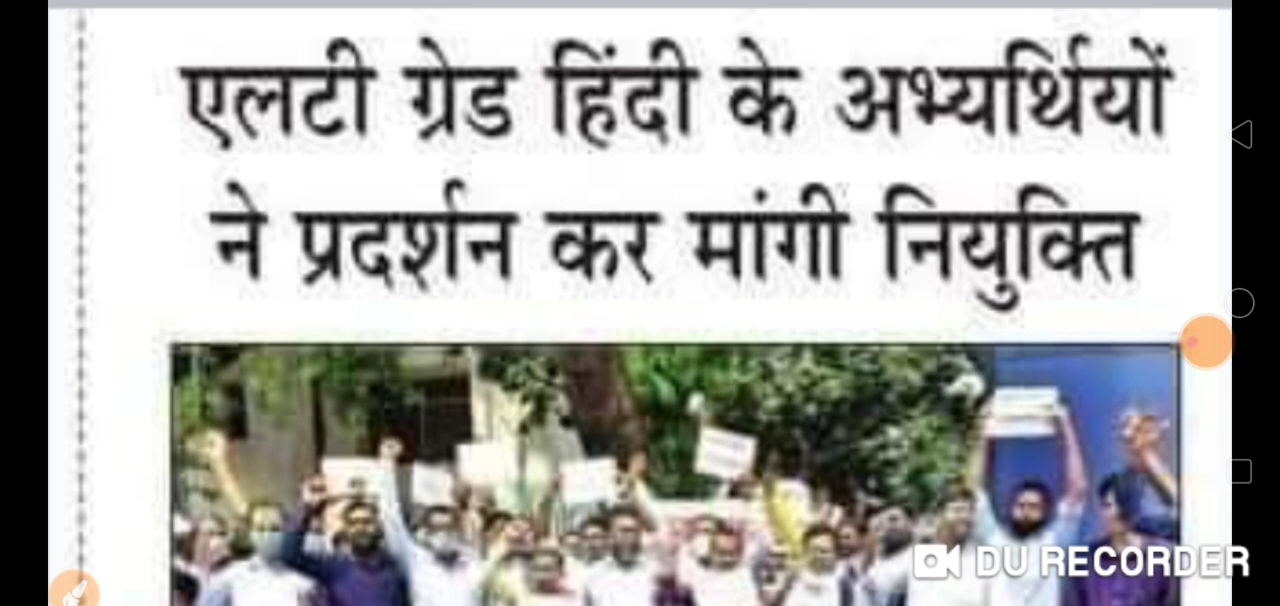 एलटी ग्रेड हिंदी के अभ्यर्थियों
ने प्रदर्शन कर मांगी नियुक्ति
DU RECORDER